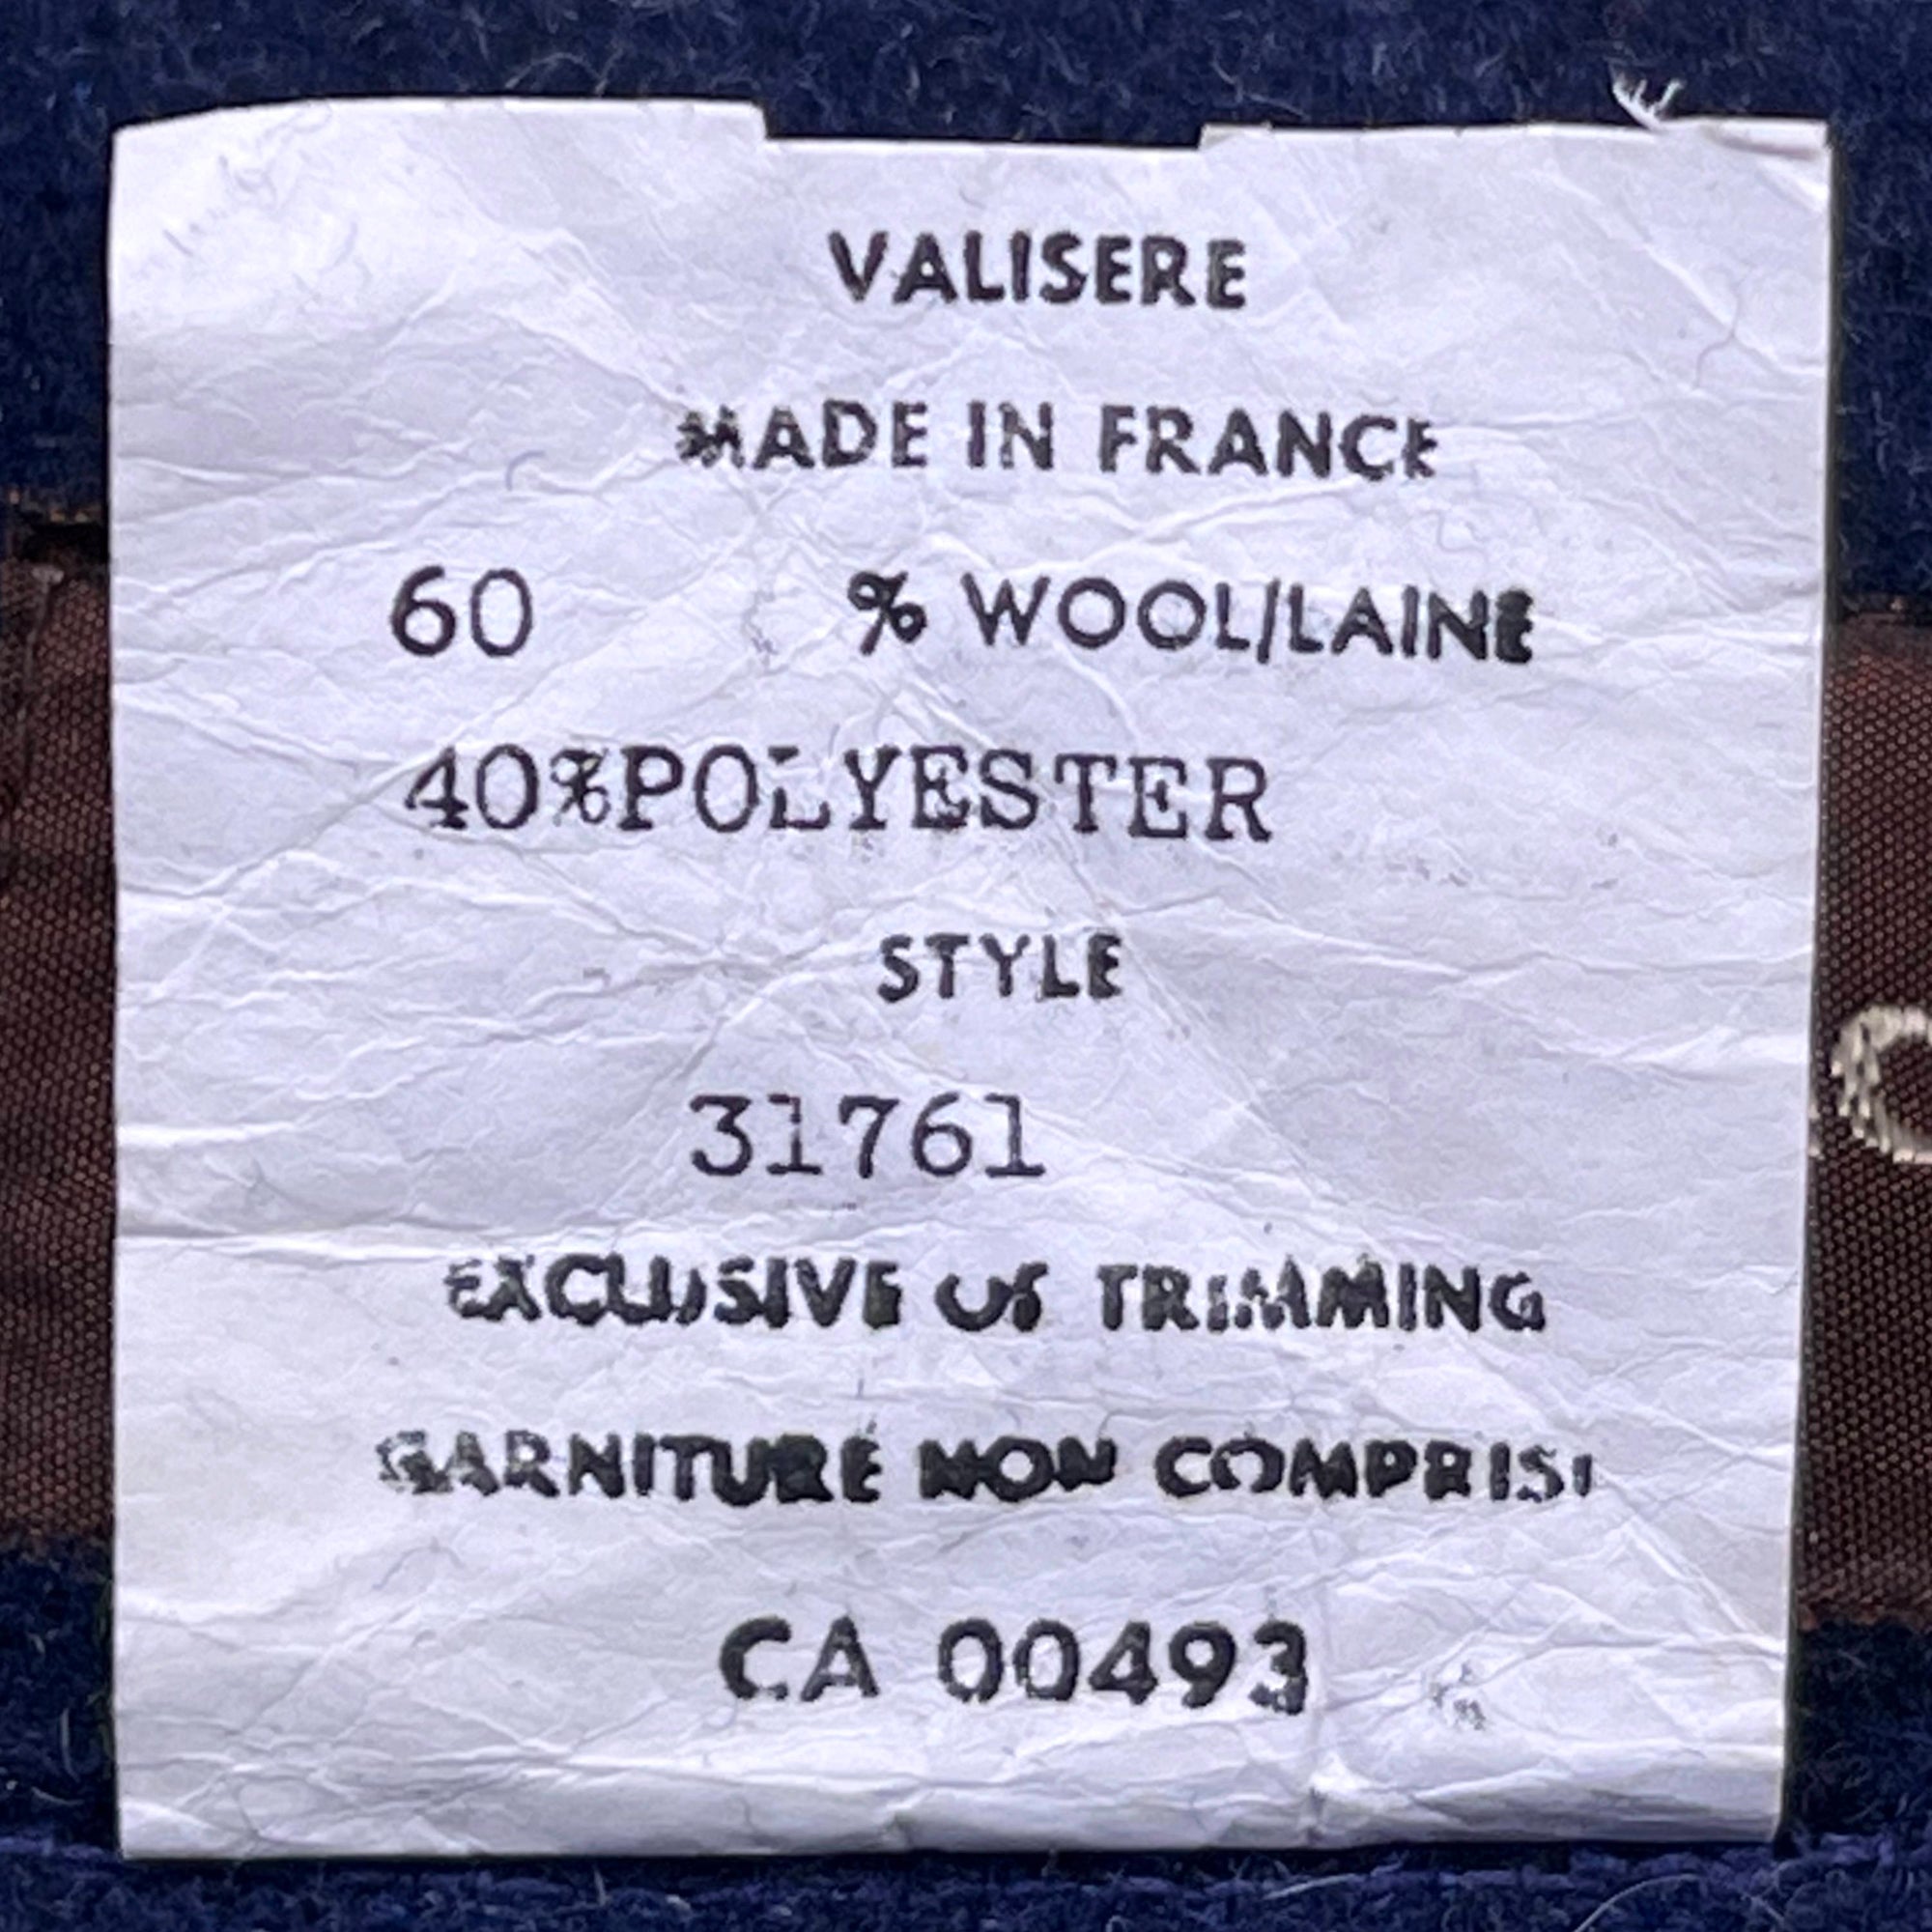 VALISERE
MADE IN FRANCE
60 % WOOL/LAINE
40%POLYESTER
STYLE
31761
EXCLUSIVE OF TRIMMING
GARNITURE NON COMPRISE
CA 00493